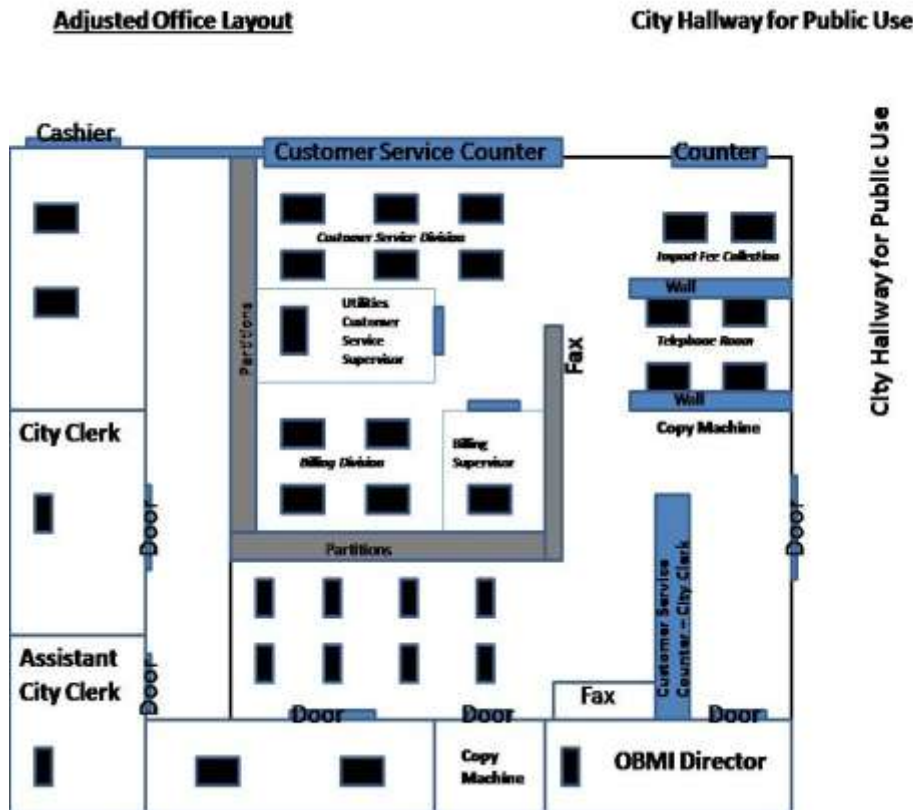 Adjusted Office Layout
City Hallway for Public Use
City Hallway for Public Use
Cashier
Customer Service Counter
Counter
Customer Service Division
Impact Fee Collection
Wall
Utilities
Customer
Service
Supervisor
Partitions
Fax
Telephone Room
Wall
Copy Machine
City Clerk
Billing Division
Billing
Supervisor
Door
Door
Partitions
Customer Service
Counter – City Clerk
Assistant
City Clerk
Door
Fax
Door
Door
Door
Copy
Machine
OBMI Director